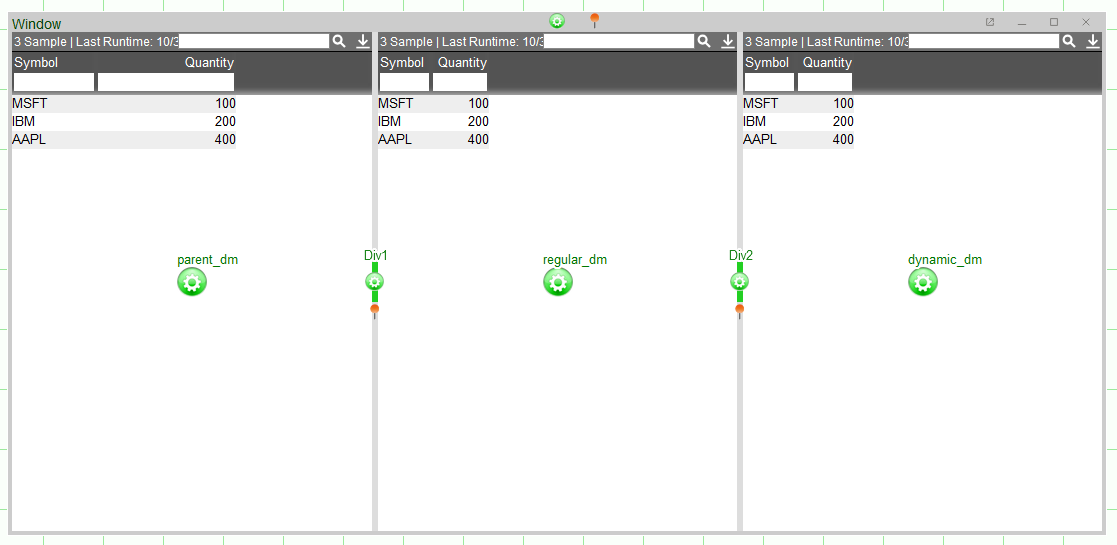 Window
3 Sample | Last Runtime: 10/3
3 Sample | Last Runtime: 10/3
3 Sample | Last Runtime: 10/3
Symbol Quantity
Symbol Quantity
Symbol Quantity
MSFT 100
MSFT 100
MSFT 100
IBM 200
IBM 200
IBM 200
AAPL 400
AAPL 400
AAPL 400
parent_dm
Div1
regular_dm
Div2
dynamic_dm